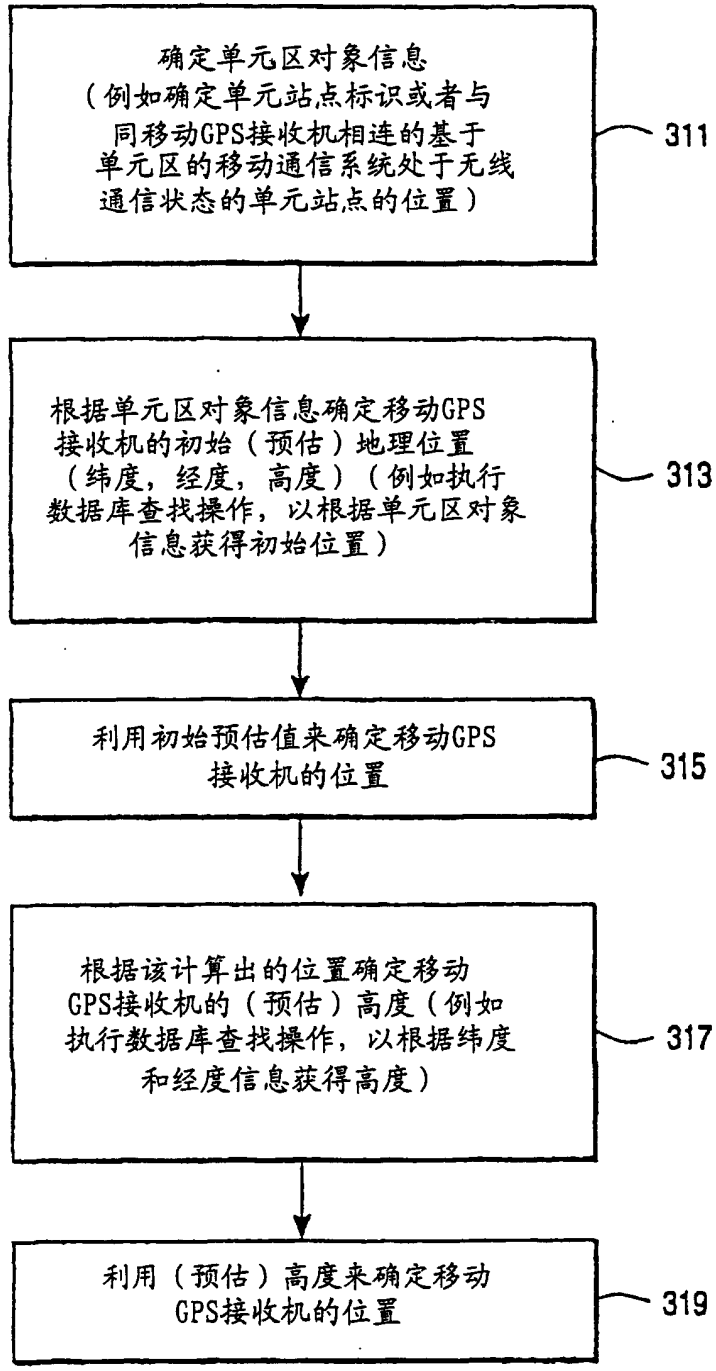 确定单元区对象信息
(例如确定单元站点标识或者与
同移动GPS接收机相连的基于
单元区的移动通信系统处于无线
通信状态的单元站点的位置)
311
根据单元区对象信息确定移动GPS
接收机的初始(预估)地理位置
(纬度,经度,高度)(例如执行
数据库查找操作,以根据单元区对象
信息获得初始位置)
313
利用初始预估值来确定移动GPS
接收机的位置
315
根据该计算出的位置确定移动
GPS接收机的(预估)高度(例如
执行数据库查找操作,以根据纬度
和经度信息获得高度)
317
利用(预估)高度来确定移动
GPS接收机的位置
319